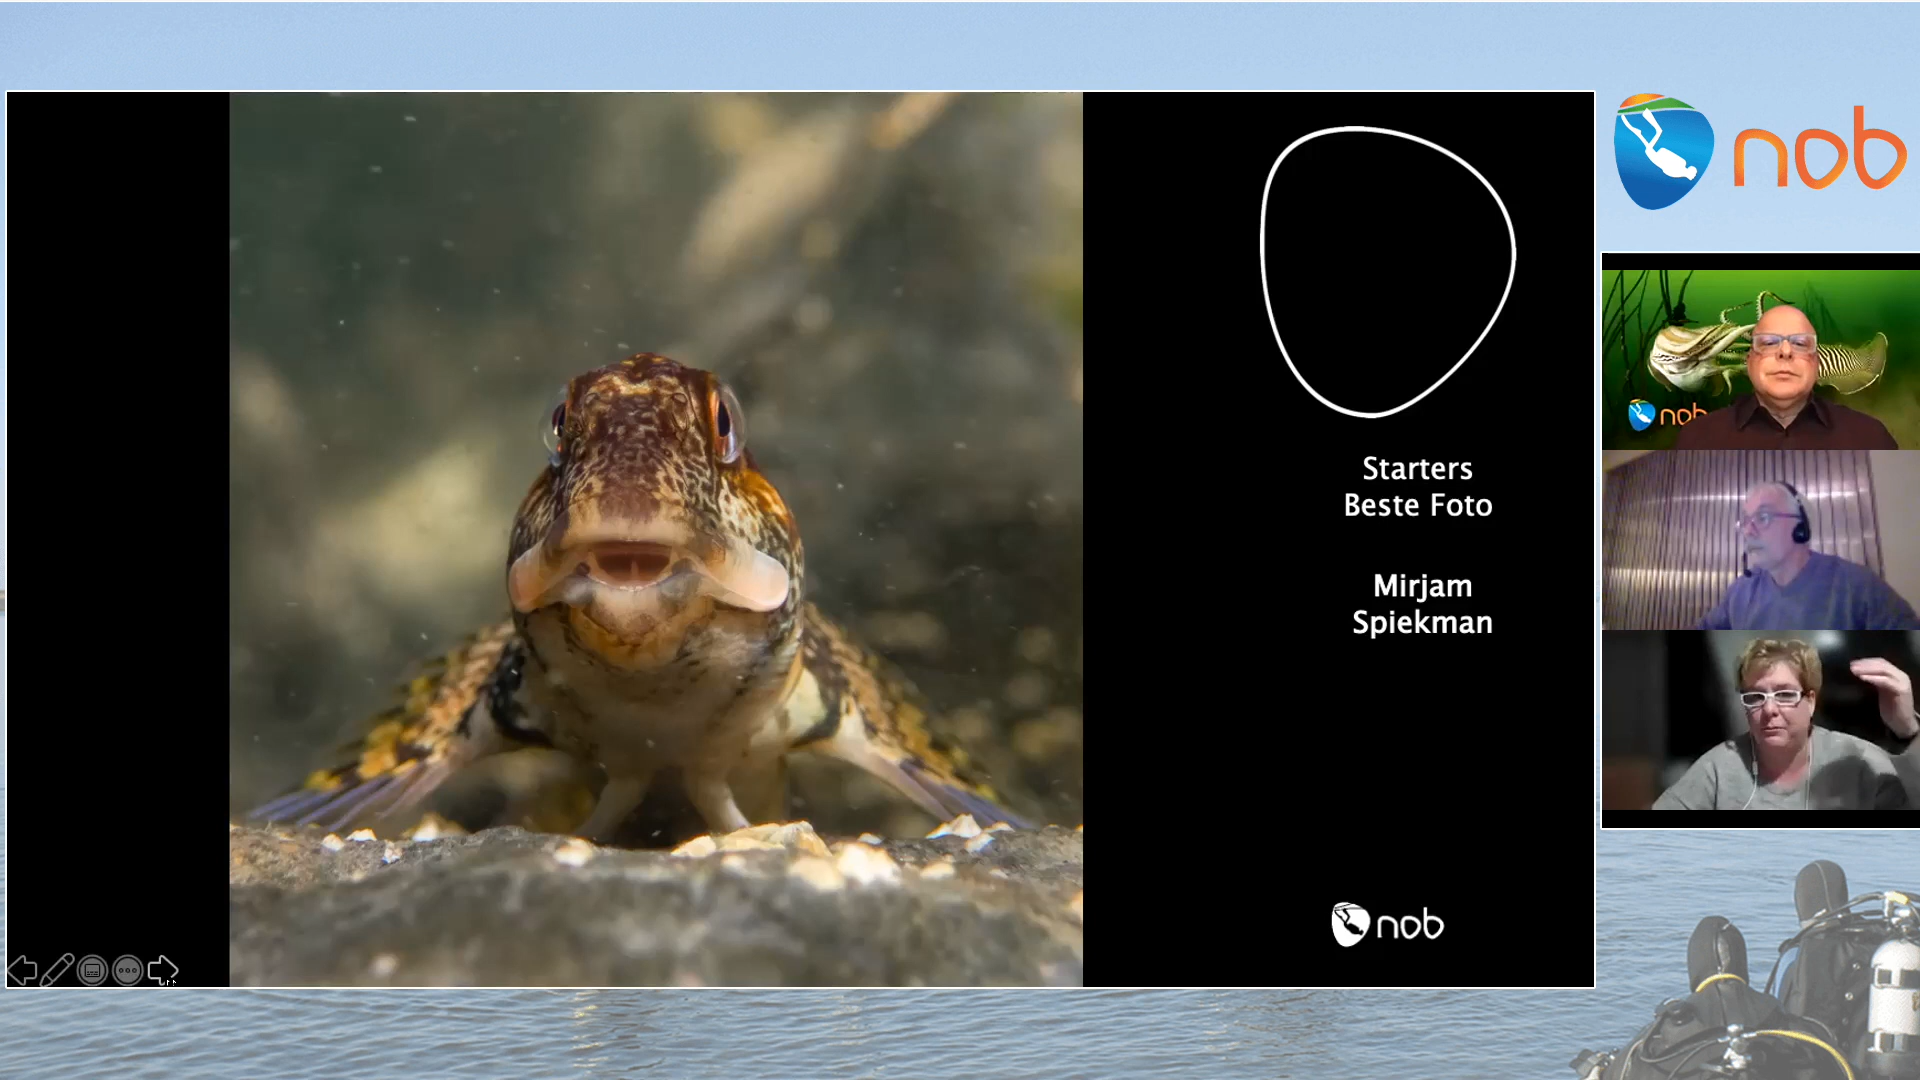 nob
Starters
Beste Foto
Mirjam
Spiekman
nob
nob